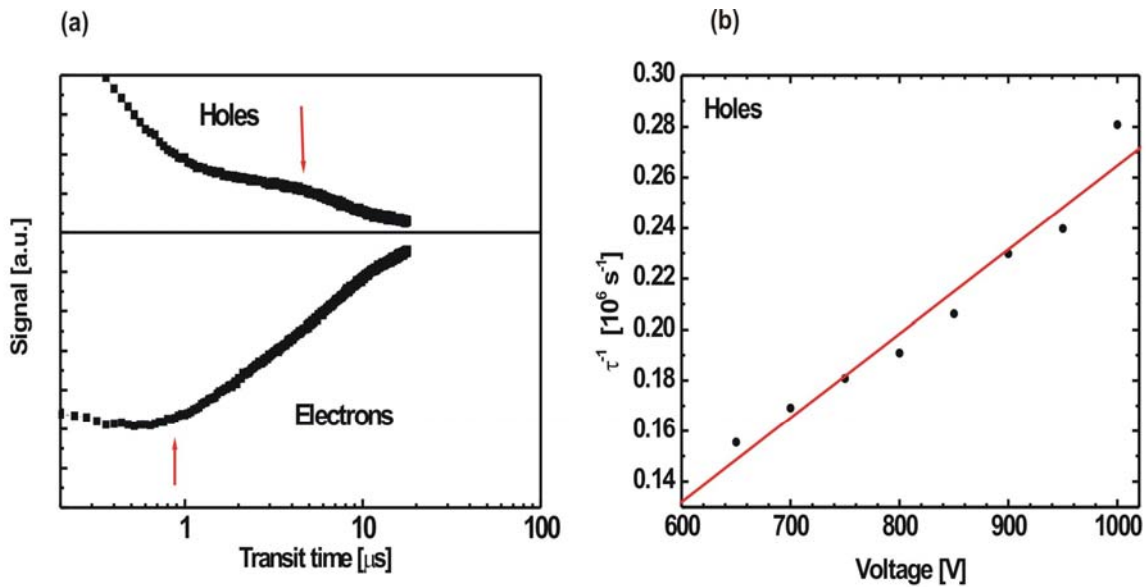 (a)
Holes
Electrons
Signal [a.u.]
1
10
100
Transit time [μs]
(b)
Holes
0.30
0.28
0.26
0.24
0.22
0.20
0.18
0.16
0.14
τ⁻¹ [10⁶ s⁻¹]
600
700
800
900
1000
Voltage [V]